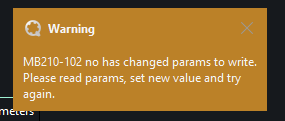 Warning
MB210-102 no has changed params to write.
Please read params, set new value and try
again.
meters